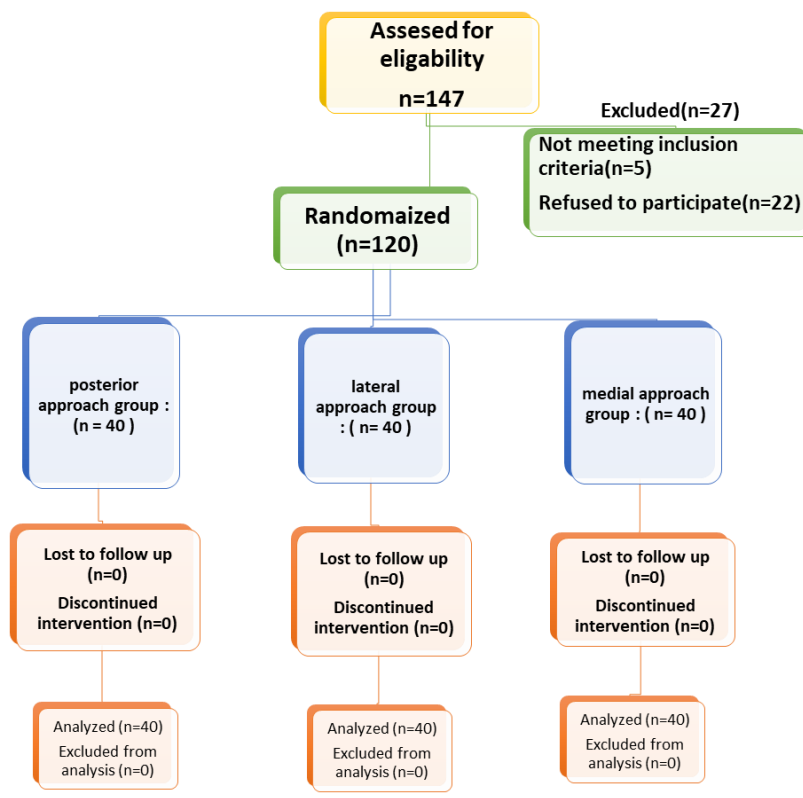 Assesed for
eligability
n=147
Excluded(n=27)
Not meeting inclusion
criteria(n=5)
Refused to participate(n=22)
Randomaized
(n=120)
posterior
approach group :
(n = 40 )
lateral
approach group
: ( n= 40 )
medial approach
group : ( n= 40 )
Lost to follow up
(n=0)
Discontinued
intervention (n=0)
Lost to follow up
(n=0)
Discontinued
intervention (n=0)
Lost to follow up
(n=0)
Discontinued
intervention (n=0)
Analyzed (n=40)
Excluded from
analysis (n=0)
Analyzed (n=40)
Excluded from
analysis (n=0)
Analyzed (n=40)
Excluded from
analysis (n=0)